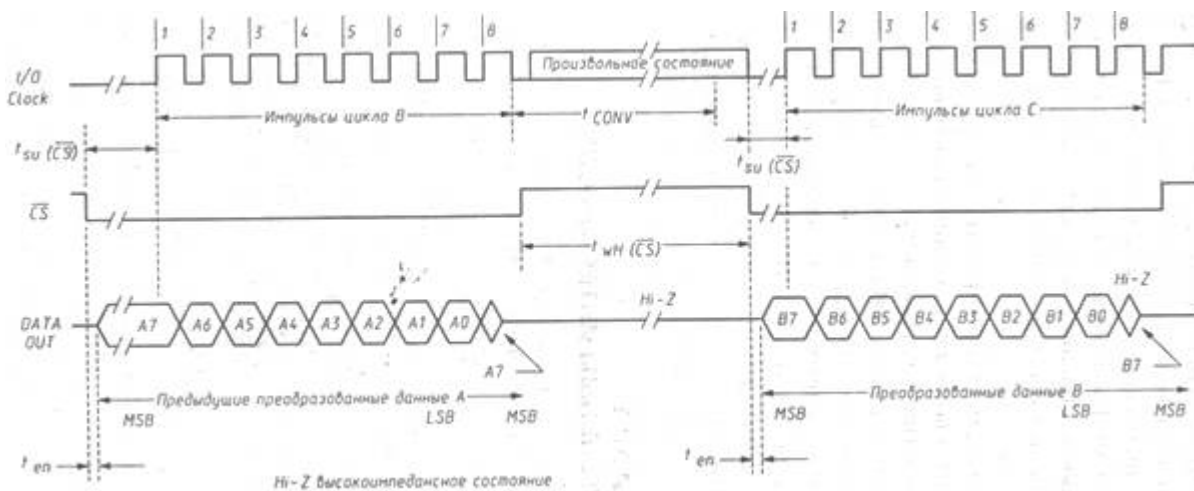 1 2 3 4 5 6 7 8 1 2 3 4 5 6 7 8
I/O Clock
Произвольное состояние
Импульсы цикла B
t CONV
Импульсы цикла C
t su (CS)
t su (CS)
CS
t wH (CS)
DATA OUT
A7 A6 A5 A4 A3 A2 A1 A0
Hi-Z
B7 B6 B5 B4 B3 B2 B1 B0
Hi-Z
A7
B7
Предыдущие преобразованные данные A
Преобразованные данные B
MSB
LSB
MSB
MSB
LSB
MSB
t en
t en
Hi-Z высокоимпедансное состояние